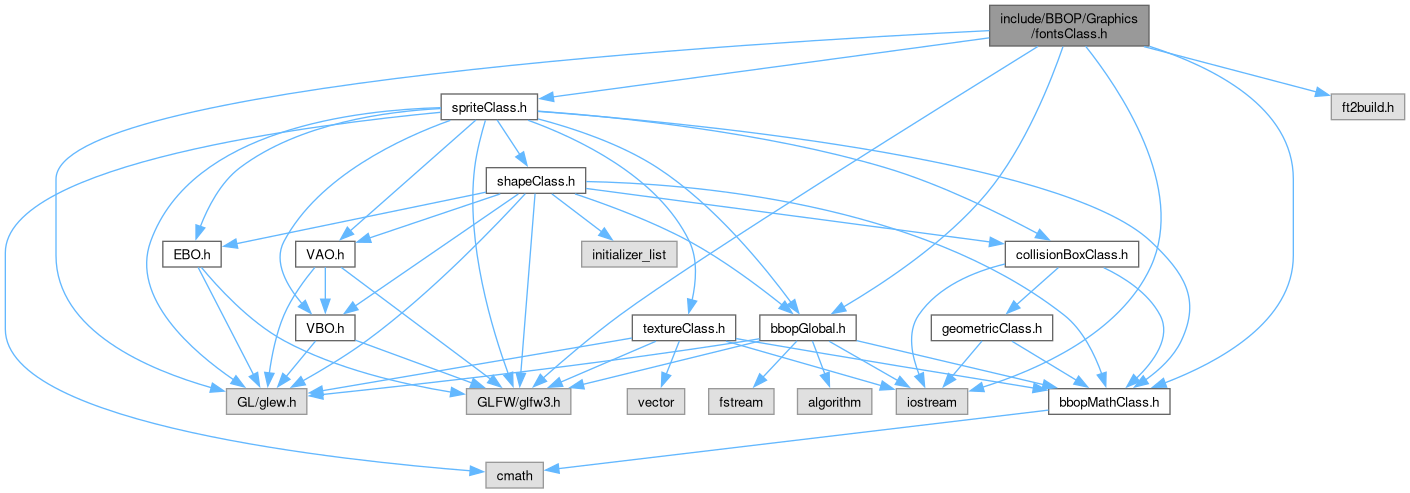 include/BBOP/Graphics
/fontsClass.h
spriteClass.h
ft2build.h
shapeClass.h
EBO.h
VAO.h
initializer_list
collisionBoxClass.h
VBO.h
textureClass.h
bbopGlobal.h
geometricClass.h
GL/glew.h
GLFW/glfw3.h
vector
fstream
algorithm
iostream
bbopMathClass.h
cmath